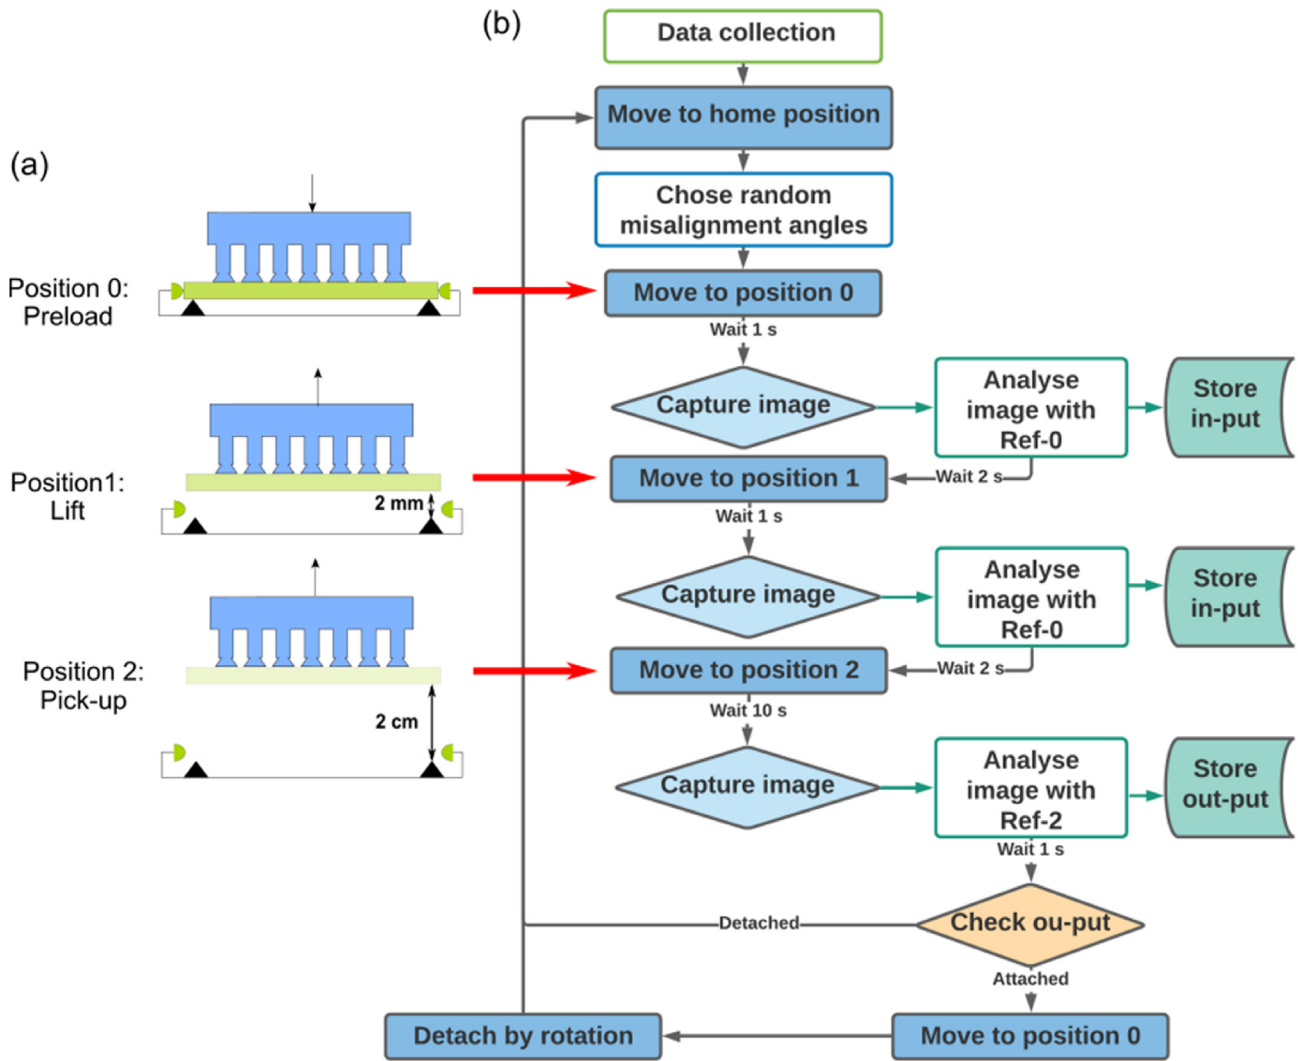 (a)
Position 0:
Preload
Position1:
Lift
2 mm
Position 2:
Pick-up
2 cm
(b)
Data collection
Move to home position
Chose random
misalignment angles
Move to position 0
Wait 1 s
Capture image
Analyse
image with
Ref-0
Store
in-put
Wait 2 s
Move to position 1
Wait 1 s
Capture image
Analyse
image with
Ref-0
Store
in-put
Wait 2 s
Move to position 2
Wait 10 s
Capture image
Analyse
image with
Ref-2
Store
out-put
Wait 1 s
Check ou-put
Detached
Attached
Move to position 0
Detach by rotation